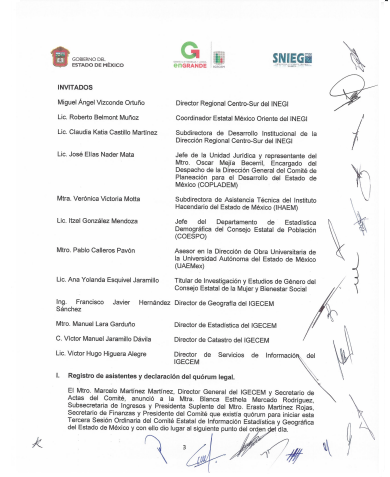 GOBIERNO DEL
ESTADO DE MÉXICO
GRANDE
SNIEG
INVITADOS
Miguel Ángel Vizconde Ortuño Director Regional Centro-Sur del INEGI
Lic. Roberto Belmont Muñoz Coordinador Estatal México Oriente del INEGI
Lic. Claudia Katia Castillo Martínez Subdirectora de Desarrollo Institucional de la
Dirección Regional Centro-Sur del INEGI
Lic. José Elías Nader Mata Jefe de la Unidad Jurídica y representante del
Mtro. Oscar Mejía Becerril, Encargado del
Despacho de la Dirección General del Comité de
Planeación para el Desarrollo del Estado de
México (COPLADEM)
Mtra. Verónica Victoria Motta Subdirectora de Asistencia Técnica del Instituto
Hacendario del Estado de México (IHAEM)
Lic. Itzel González Mendoza Jefe del Departamento de Estadística
Demográfica del Consejo Estatal de Población
(COESPO)
Mtro. Pablo Calleros Pavón Asesor en la Dirección de Obra Universitaria de
la Universidad Autónoma del Estado de México
(UAEMex)
Lic. Ana Yolanda Esquivel Jaramillo Titular de Investigación y Estudios de Género del
Consejo Estatal de la Mujer y Bienestar Social
Ing. Francisco Javier Hernández Director de Geografía del IGECEM
Sánchez
Mtro. Manuel Lara Garduño Director de Estadística del IGECEM
C. Víctor Manuel Jaramillo Dávila Director de Catastro del IGECEM
Lic. Víctor Hugo Higuera Alegre Director de Servicios de Información del
IGECEM
I. Registro de asistentes y declaración del quórum legal.
El Mtro. Marcelo Martínez Martínez, Director General del IGECEM y Secretario de
Actas del Comité, anunció a la Mtra. Blanca Esthela Mercado Rodríguez,
Subsecretaria de Ingresos y Presidenta Suplente del Mtro. Erasto Martínez Rojas,
Secretario de Finanzas y Presidente del Comité que existía quórum para iniciar esta
Tercera Sesión Ordinaria del Comité Estatal de Información Estadística y Geográfica
del Estado de México y con ello dio lugar al siguiente punto del orden del día.
3